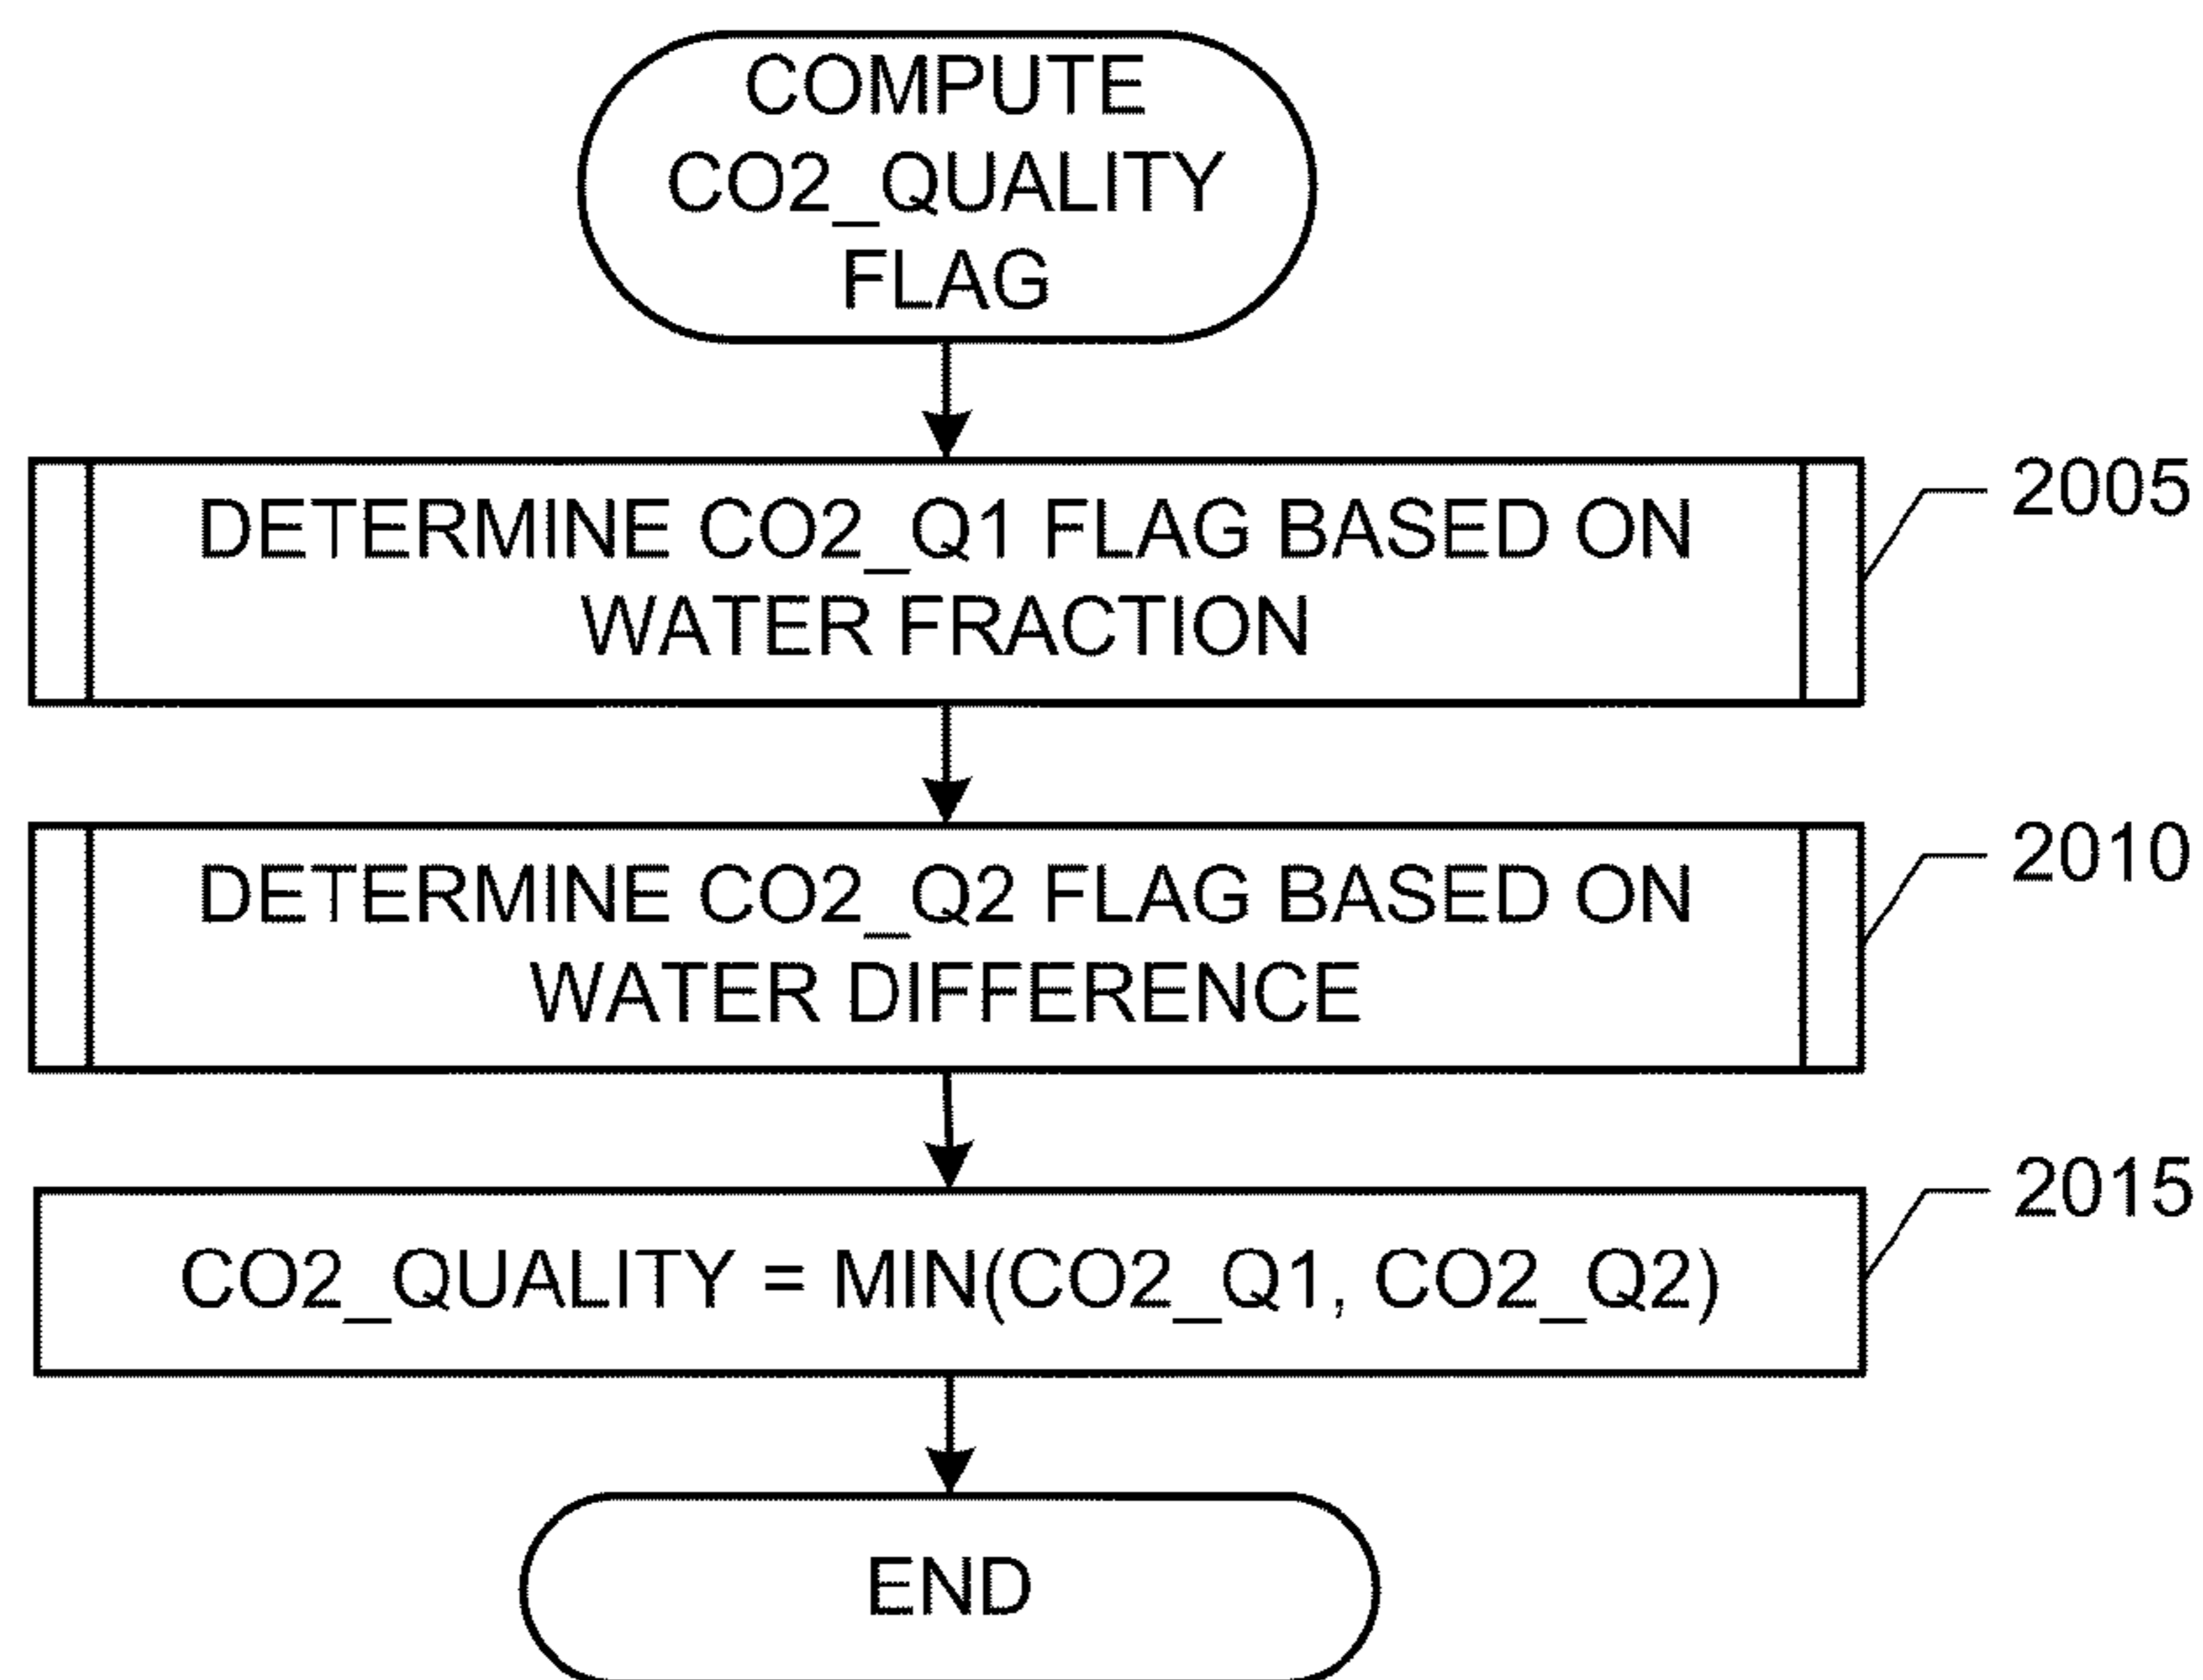 COMPUTE
CO2_QUALITY
FLAG
DETERMINE CO2_Q1 FLAG BASED ON
WATER FRACTION
2005
DETERMINE CO2_Q2 FLAG BASED ON
WATER DIFFERENCE
2010
CO2_QUALITY = MIN(CO2_Q1, CO2_Q2)
2015
END